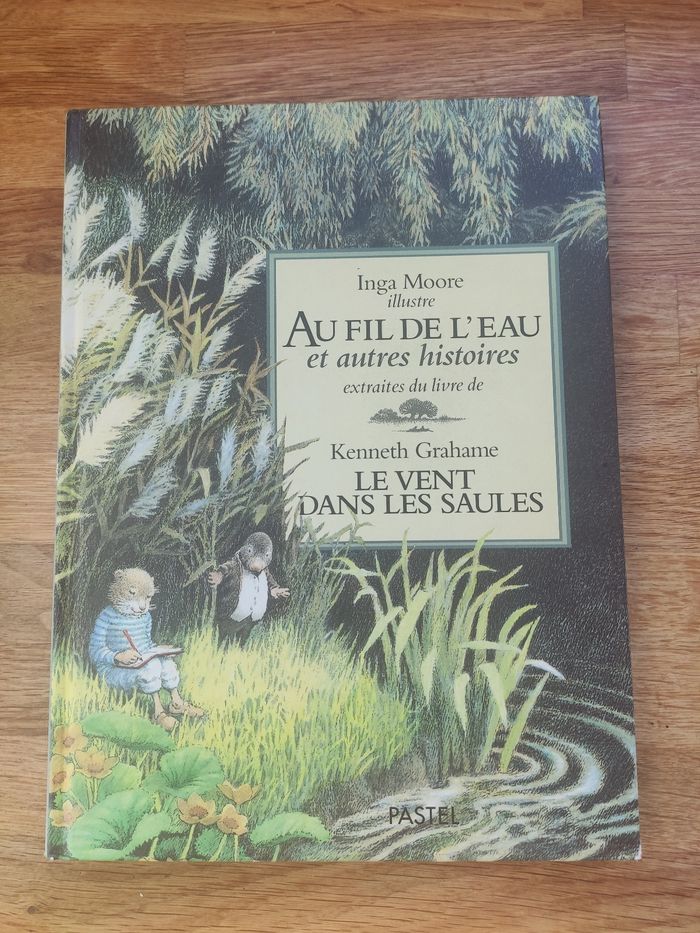 Inga Moore
illustre
AU FIL DE L'EAU
et autres histoires
extraites du livre de
Kenneth Grahame
LE VENT
DANS LES SAULES
PASTEL